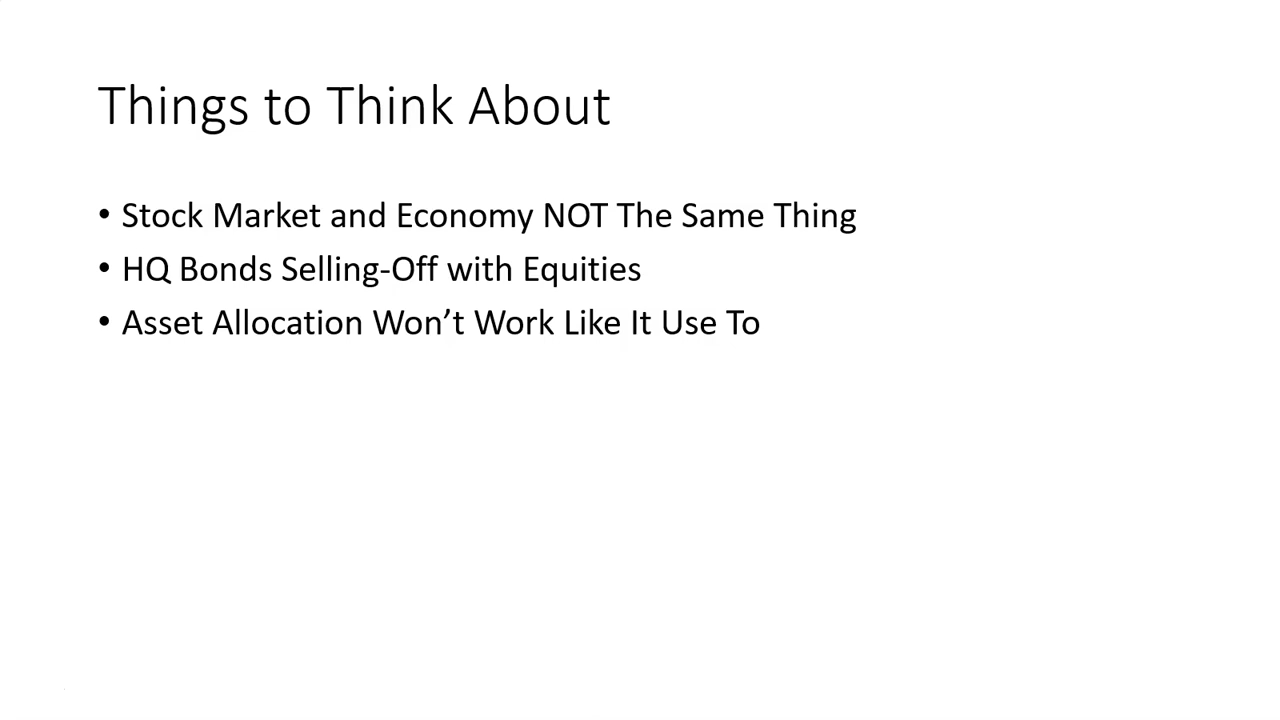 Things to Think About
• Stock Market and Economy NOT The Same Thing
• HQ Bonds Selling-Off with Equities
• Asset Allocation Won’t Work Like It Use To